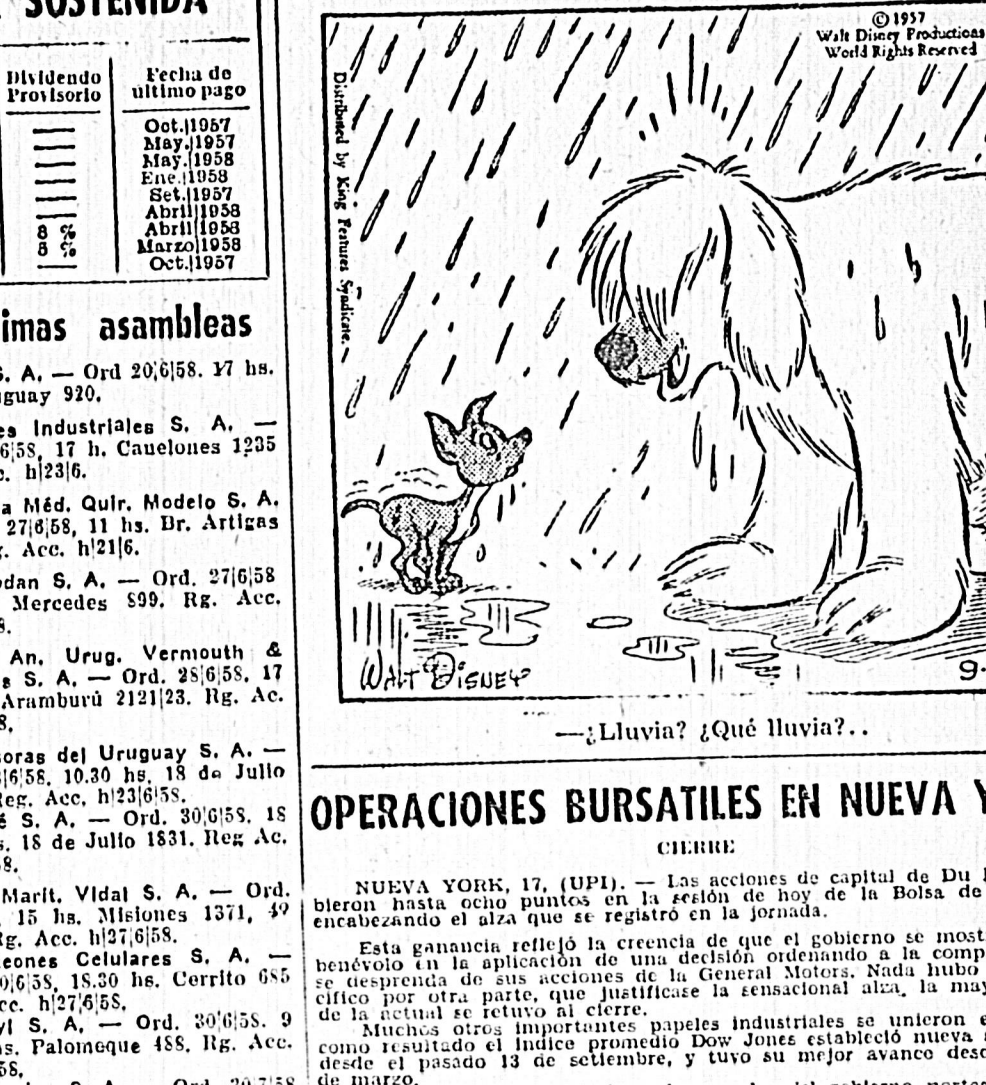 SOSTENIDA
Dividendo
Provisorio
Fecha de
último pago
Oct.|1957
May.|1957
May.|1958
Ene.|1958
Set.|1957
Abril|1958
8 % Abril|1958
8 % Marzo|1958
Oct.|1957
imas asambleas
S. A. — Ord 20|6|58. 17 hs.
guay 920.
es Industriales S. A. —
6|58, 17 h. Canelones 1235
c. h|23|6.
a Méd. Quir. Modelo S. A.
27|6|58, 11 hs. Br. Artigas
. Acc. h|21|6.
dan S. A. — Ord. 27|6|58
Mercedes 899. Rg. Acc.
8.
An. Urug. Vermouth &
s S. A. — Ord. 28|6|58. 17
Aramburú 2121|23. Rg. Ac.
8.
oras del Uruguay S. A. —
|6|58. 10.30 hs. 18 de Julio
Reg. Acc. h|23|6|58.
é S. A. — Ord. 30|6|58. 18
s. 18 de Julio 1831. Reg Ac.
8.
Marit. Vidal S. A. — Ord.
15 hs. Misiones 1371, 4º
Rg. Acc. h|27|6|58.
eones Celulares S. A. —
0|6|58, 18.30 hs. Cerrito 685
cc. h|27|6|58.
yl S. A. — Ord. 30|6|58. 9
s. Palomeque 488. Rg. Acc.
58,
© 1957
Walt Disney Productions
World Rights Reserved
Distributed by King Features Syndicate.—
WALT DISNEY
9-
—¿Lluvia? ¿Qué lluvia?..
OPERACIONES BURSATILES EN NUEVA Y
CIERRE
NUEVA YORK, 17, (UPI). — Las acciones de capital de Du
bieron hasta ocho puntos en la sesión de hoy de la Bolsa de
encabezando el alza que se registró en la jornada.
Esta ganancia reflejó la creencia de que el gobierno se most
benévolo en la aplicación de una decisión ordenando a la comp
se desprenda de sus acciones de la General Motors. Nada hubo
cífico por otra parte, que justificase la sensacional alza, la may
de la actual se retuvo al cierre.
Muchos otros importantes papeles industriales se unieron e
como resultado el índice promedio Dow Jones estableció nueva
desde el pasado 13 de setiembre, y tuvo su mejor avance desd
de marzo.